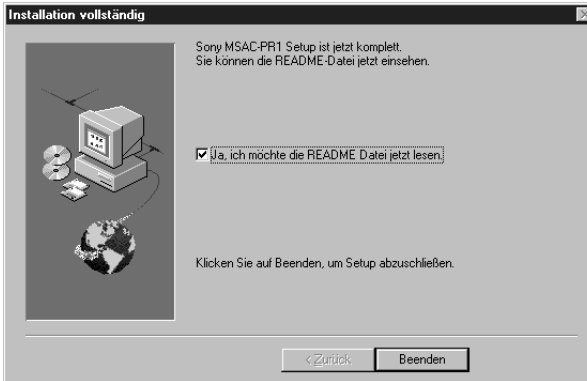 Installation vollständig
Sony MSAC-PR1 Setup ist jetzt komplett.
Sie können die README-Datei jetzt einsehen.
Ja, ich möchte die README Datei jetzt lesen.
Klicken Sie auf Beenden, um Setup abzuschließen.
< Zurück
Beenden